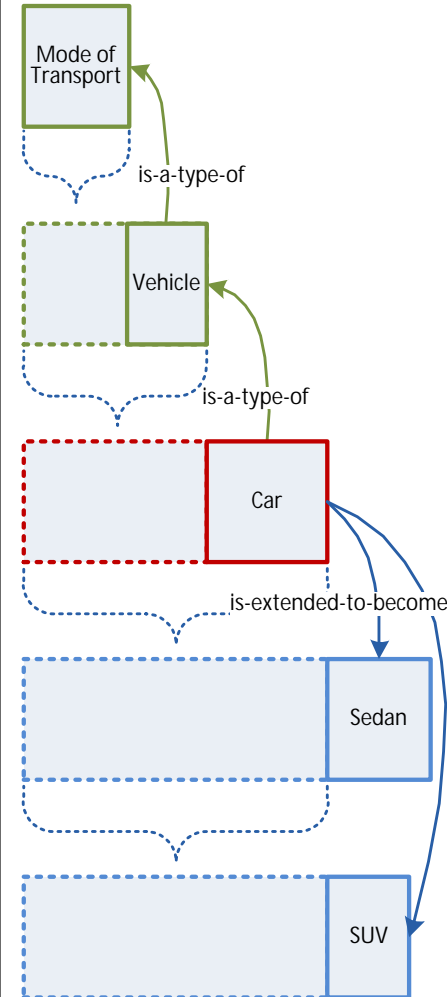 Mode of
Transport
is-a-type-of
Vehicle
is-a-type-of
Car
is-extended-to-become
Sedan
SUV